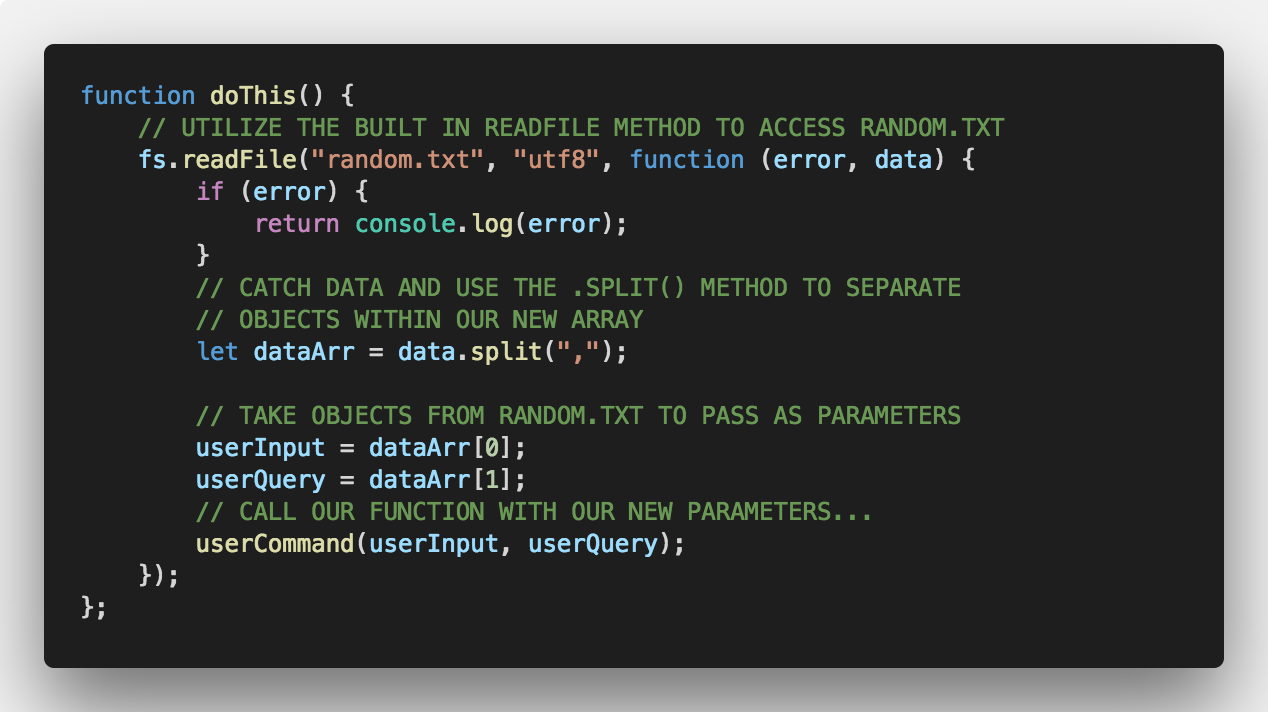 function doThis() {
    // UTILIZE THE BUILT IN READFILE METHOD TO ACCESS RANDOM.TXT
    fs.readFile("random.txt", "utf8", function (error, data) {
        if (error) {
            return console.log(error);
        }
        // CATCH DATA AND USE THE .SPLIT() METHOD TO SEPARATE
        // OBJECTS WITHIN OUR NEW ARRAY
        let dataArr = data.split(",");

        // TAKE OBJECTS FROM RANDOM.TXT TO PASS AS PARAMETERS
        userInput = dataArr[0];
        userQuery = dataArr[1];
        // CALL OUR FUNCTION WITH OUR NEW PARAMETERS...
        userCommand(userInput, userQuery);
    });
};